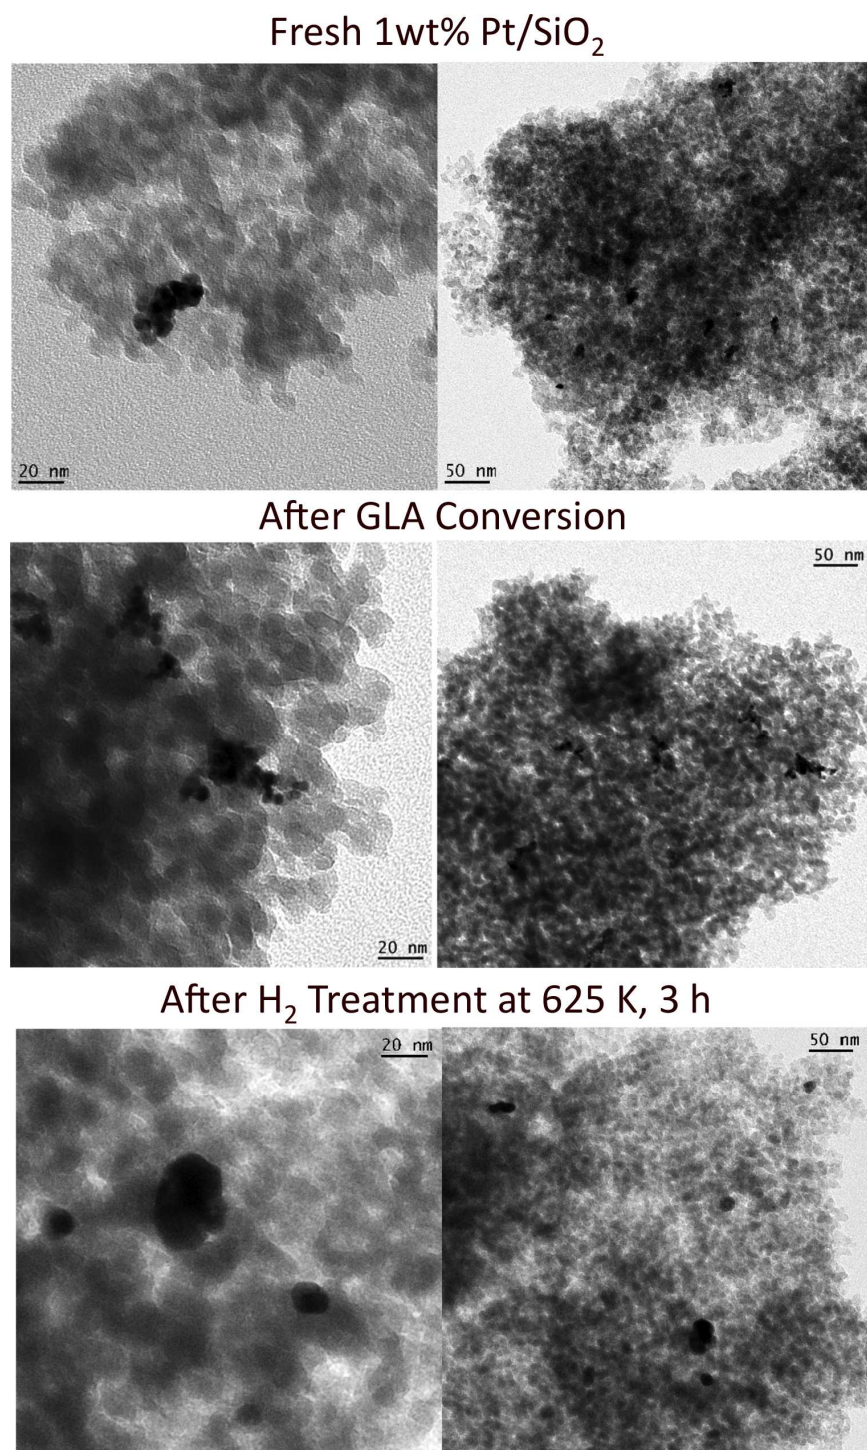 Fresh 1wt% Pt/SiO₂
20 nm
50 nm
After GLA Conversion
50 nm
20 nm
After H₂ Treatment at 625 K, 3 h
20 nm
50 nm